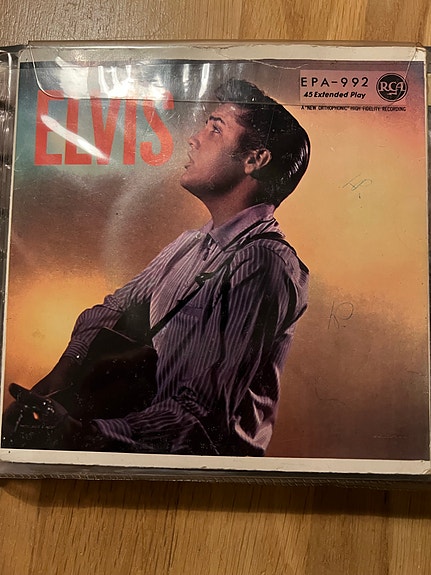 ELVIS
EPA-992
45 Extended Play
RCA
A "NEW ORTHOPHONIC" HIGH FIDELITY RECORDING